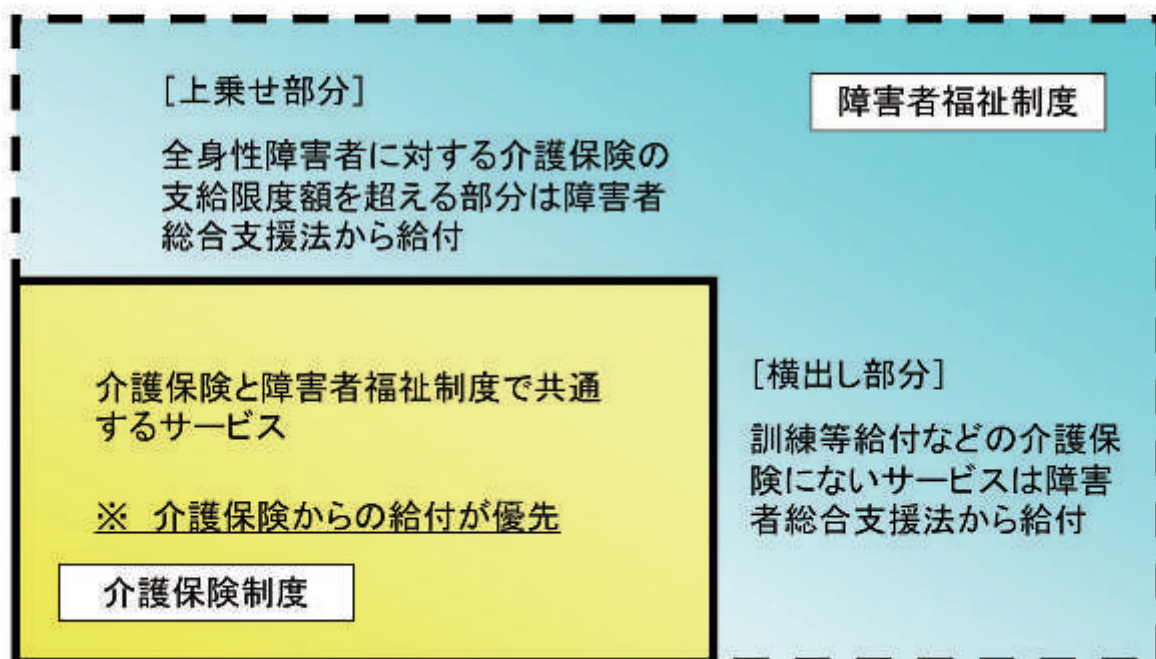 [上乗せ部分]
障害者福祉制度
全身性障害者に対する介護保険の
支給限度額を超える部分は障害者
総合支援法から給付
介護保険と障害者福祉制度で共通
するサービス
※ 介護保険からの給付が優先
介護保険制度
[横出し部分]
訓練等給付などの介護保
険にないサービスは障害
者総合支援法から給付